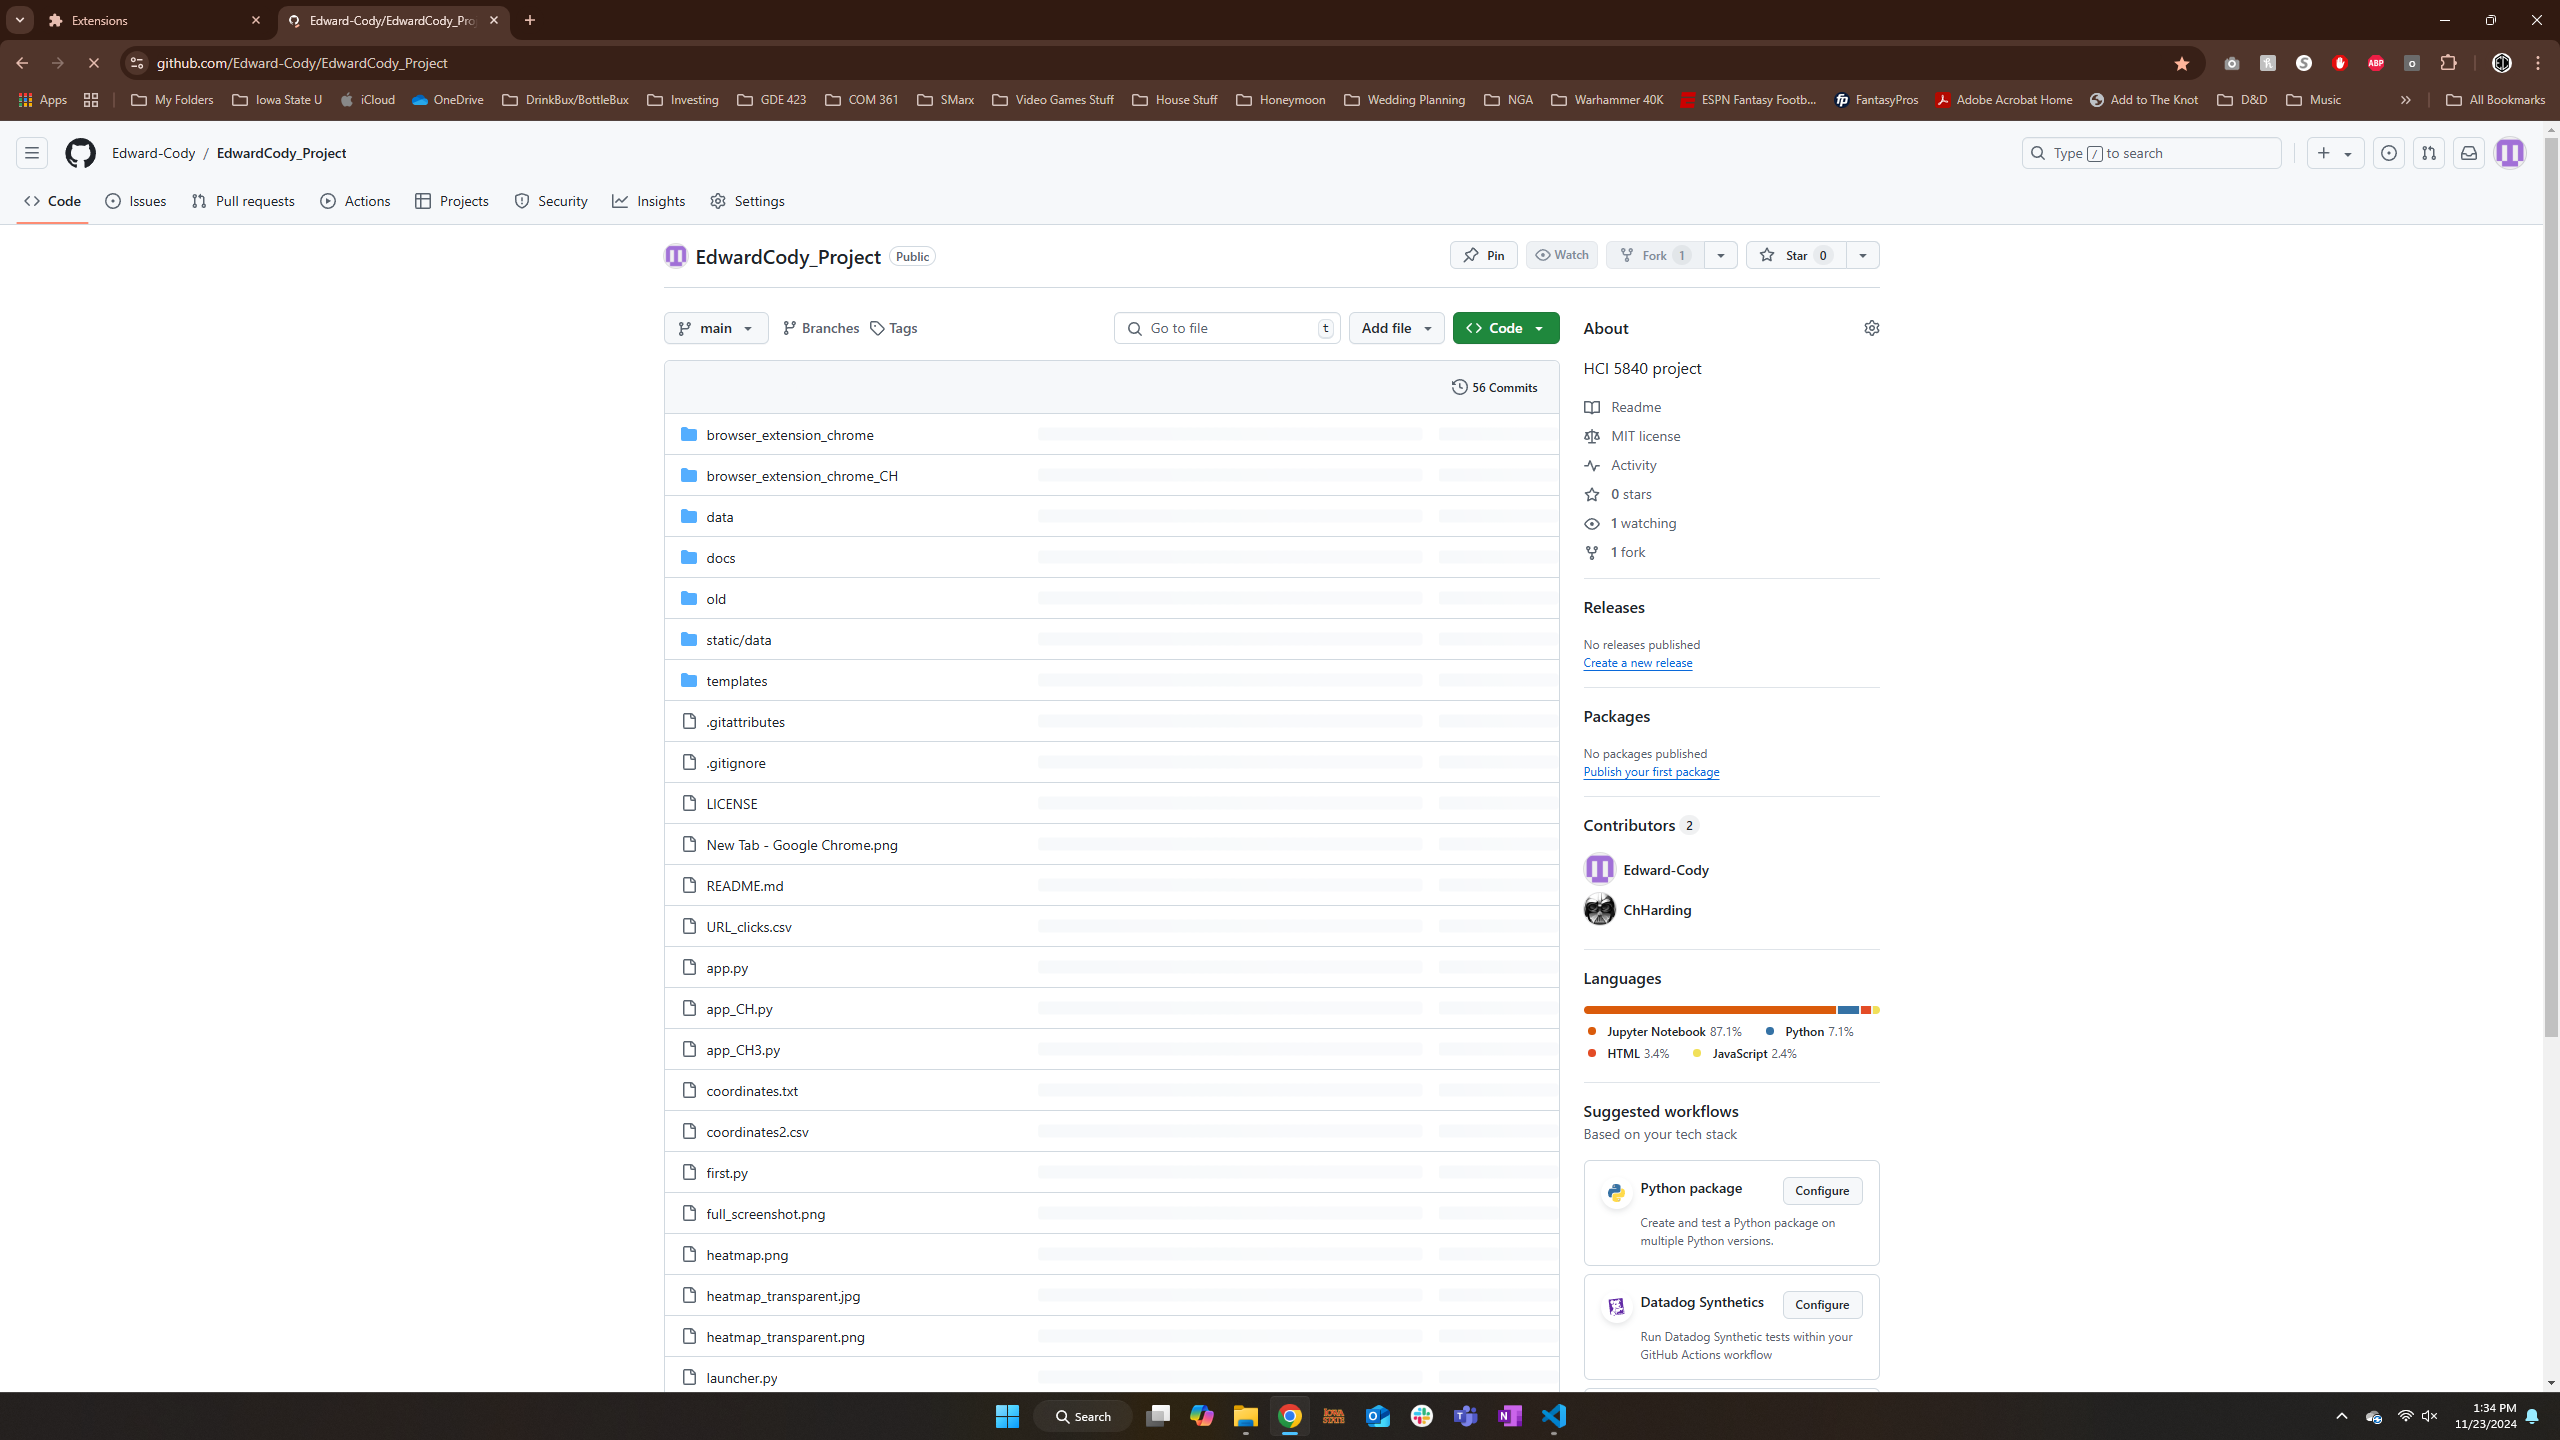 Extensions
Edward-Cody/EdwardCody_Pro
github.com/Edward-Cody/EdwardCody_Project
Apps My Folders Iowa State U iCloud OneDrive DrinkBux/BottleBux Investing GDE 423 COM 361 SMarx Video Games Stuff House Stuff Honeymoon Wedding Planning NGA Warhammer 40K ESPN Fantasy Footb... FantasyPros Adobe Acrobat Home Add to The Knot D&D Music » All Bookmarks
Edward-Cody / EdwardCody_Project
Type / to search
Code Issues Pull requests Actions Projects Security Insights Settings
EdwardCody_Project Public
Pin Watch Fork 1 Star 0
main Branches Tags Go to file t Add file Code
56 Commits
browser_extension_chrome
browser_extension_chrome_CH
data
docs
old
static/data
templates
.gitattributes
.gitignore
LICENSE
New Tab - Google Chrome.png
README.md
URL_clicks.csv
app.py
app_CH.py
app_CH3.py
coordinates.txt
coordinates2.csv
first.py
full_screenshot.png
heatmap.png
heatmap_transparent.jpg
heatmap_transparent.png
launcher.py
About
HCI 5840 project
Readme
MIT license
Activity
0 stars
1 watching
1 fork
Releases
No releases published
Create a new release
Packages
No packages published
Publish your first package
Contributors 2
Edward-Cody
ChHarding
Languages
Jupyter Notebook 87.1% Python 7.1%
HTML 3.4% JavaScript 2.4%
Suggested workflows
Based on your tech stack
Python package Configure
Create and test a Python package on
multiple Python versions.
Datadog Synthetics Configure
Run Datadog Synthetic tests within your
GitHub Actions workflow
Search
1:34 PM
11/23/2024